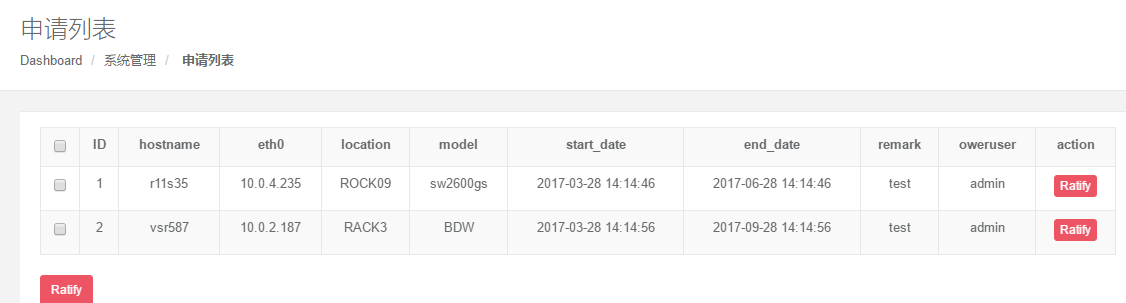 申请列表
Dashboard / 系统管理 / 申请列表
ID hostname eth0 location model start_date end_date remark oweruser action
1 r11s35 10.0.4.235 ROCK09 sw2600gs 2017-03-28 14:14:46 2017-06-28 14:14:46 test admin Ratify
2 vsr587 10.0.2.187 RACK3 BDW 2017-03-28 14:14:56 2017-09-28 14:14:56 test admin Ratify
Ratify